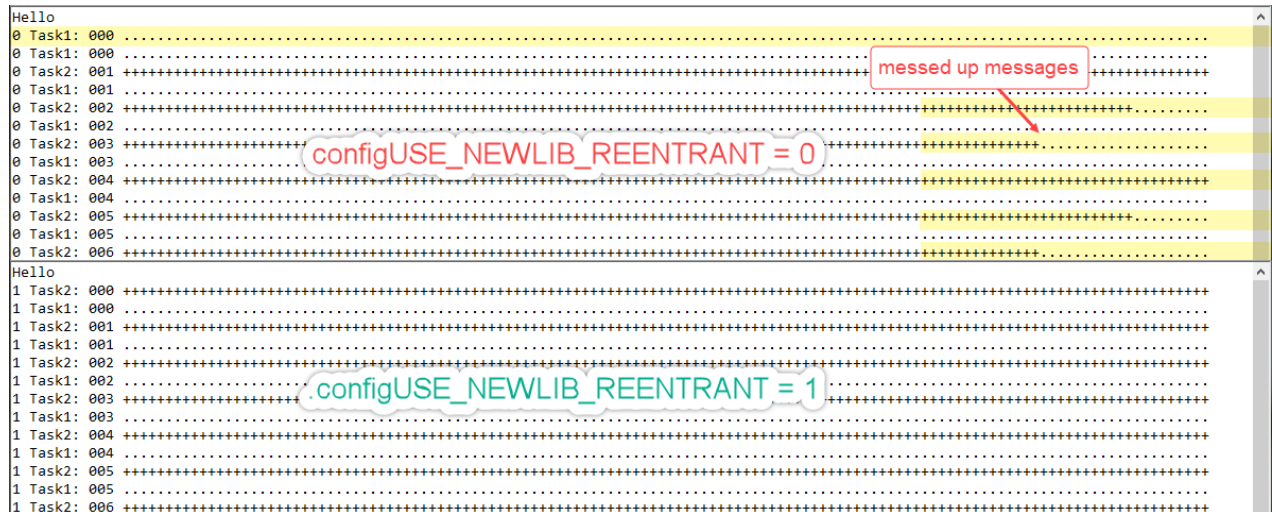 Hello
0 Task1: 000 ................................................................................................................................
0 Task1: 000 ................................................................................................................................
0 Task2: 001 ++++++++++++++++++++++++++++++++++++++++++++++++++++++++++++++++++++++++++++++++++++++++++++++++++++++++++++++++++++++++++++++++
messed up messages
0 Task1: 001 ................................................................................................................................
0 Task2: 002 +++++++++++++++++++++++++++++++++++++++++++++++++++++++++++++++++++++++++++++++++++++++++++++++++++++++++++++++++++++++.........
0 Task1: 002 ................................................................................................................................
0 Task2: 003 ++++++++++++++++++++++++++++++++++++++++++++++++++++++++++++++++++++++++++++++++++++++++++++++++++++++++++++....................
configUSE_NEWLIB_REENTRANT = 0
0 Task1: 003 ................................................................................................................................
0 Task2: 004 ++++++++++++++++++++++++++++++++++++++++++++++++++++++++++++++++++++++++++++++++++++++++++++++++++++++++++++++++++++++++++++++++
0 Task1: 004 ................................................................................................................................
0 Task2: 005 +++++++++++++++++++++++++++++++++++++++++++++++++++++++++++++++++++++++++++++++++++++++++++++++++++++++++++++++++++++++.........
0 Task1: 005 ................................................................................................................................
0 Task2: 006 ++++++++++++++++++++++++++++++++++++++++++++++++++++++++++++++++++++++++++++++++++++++++++++++++++++++++++++....................
Hello
1 Task2: 000 ++++++++++++++++++++++++++++++++++++++++++++++++++++++++++++++++++++++++++++++++++++++++++++++++++++++++++++++++++++++++++++++++
1 Task1: 000 ................................................................................................................................
1 Task2: 001 ++++++++++++++++++++++++++++++++++++++++++++++++++++++++++++++++++++++++++++++++++++++++++++++++++++++++++++++++++++++++++++++++
1 Task1: 001 ................................................................................................................................
1 Task2: 002 ++++++++++++++++++++++++++++++++++++++++++++++++++++++++++++++++++++++++++++++++++++++++++++++++++++++++++++++++++++++++++++++++
1 Task1: 002 ................................................................................................................................
.configUSE_NEWLIB_REENTRANT = 1
1 Task2: 003 ++++++++++++++++++++++++++++++++++++++++++++++++++++++++++++++++++++++++++++++++++++++++++++++++++++++++++++++++++++++++++++++++
1 Task1: 003 ................................................................................................................................
1 Task2: 004 ++++++++++++++++++++++++++++++++++++++++++++++++++++++++++++++++++++++++++++++++++++++++++++++++++++++++++++++++++++++++++++++++
1 Task1: 004 ................................................................................................................................
1 Task2: 005 ++++++++++++++++++++++++++++++++++++++++++++++++++++++++++++++++++++++++++++++++++++++++++++++++++++++++++++++++++++++++++++++++
1 Task1: 005 ................................................................................................................................
1 Task2: 006 ++++++++++++++++++++++++++++++++++++++++++++++++++++++++++++++++++++++++++++++++++++++++++++++++++++++++++++++++++++++++++++++++